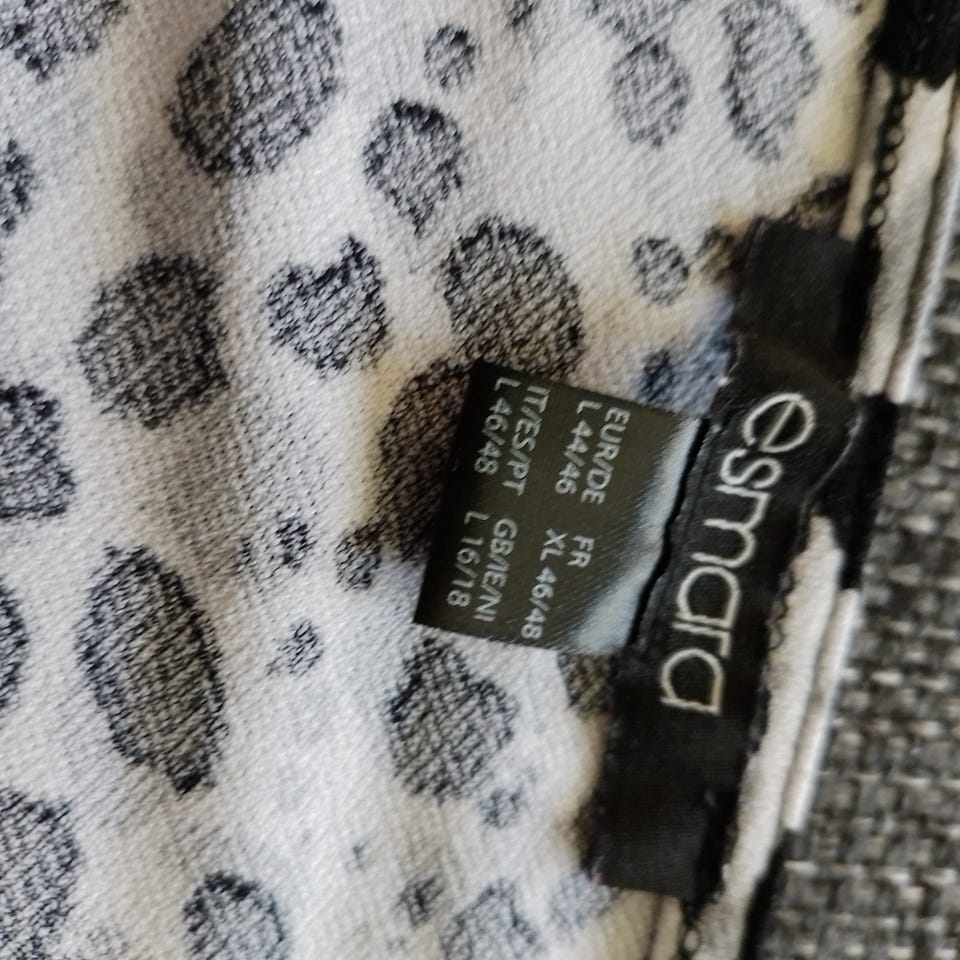 esmara
EUR/DE FR
L 44/46 XL 46/48
IT/ES/PT GB/IE/NI
L 46/48 L 16/18